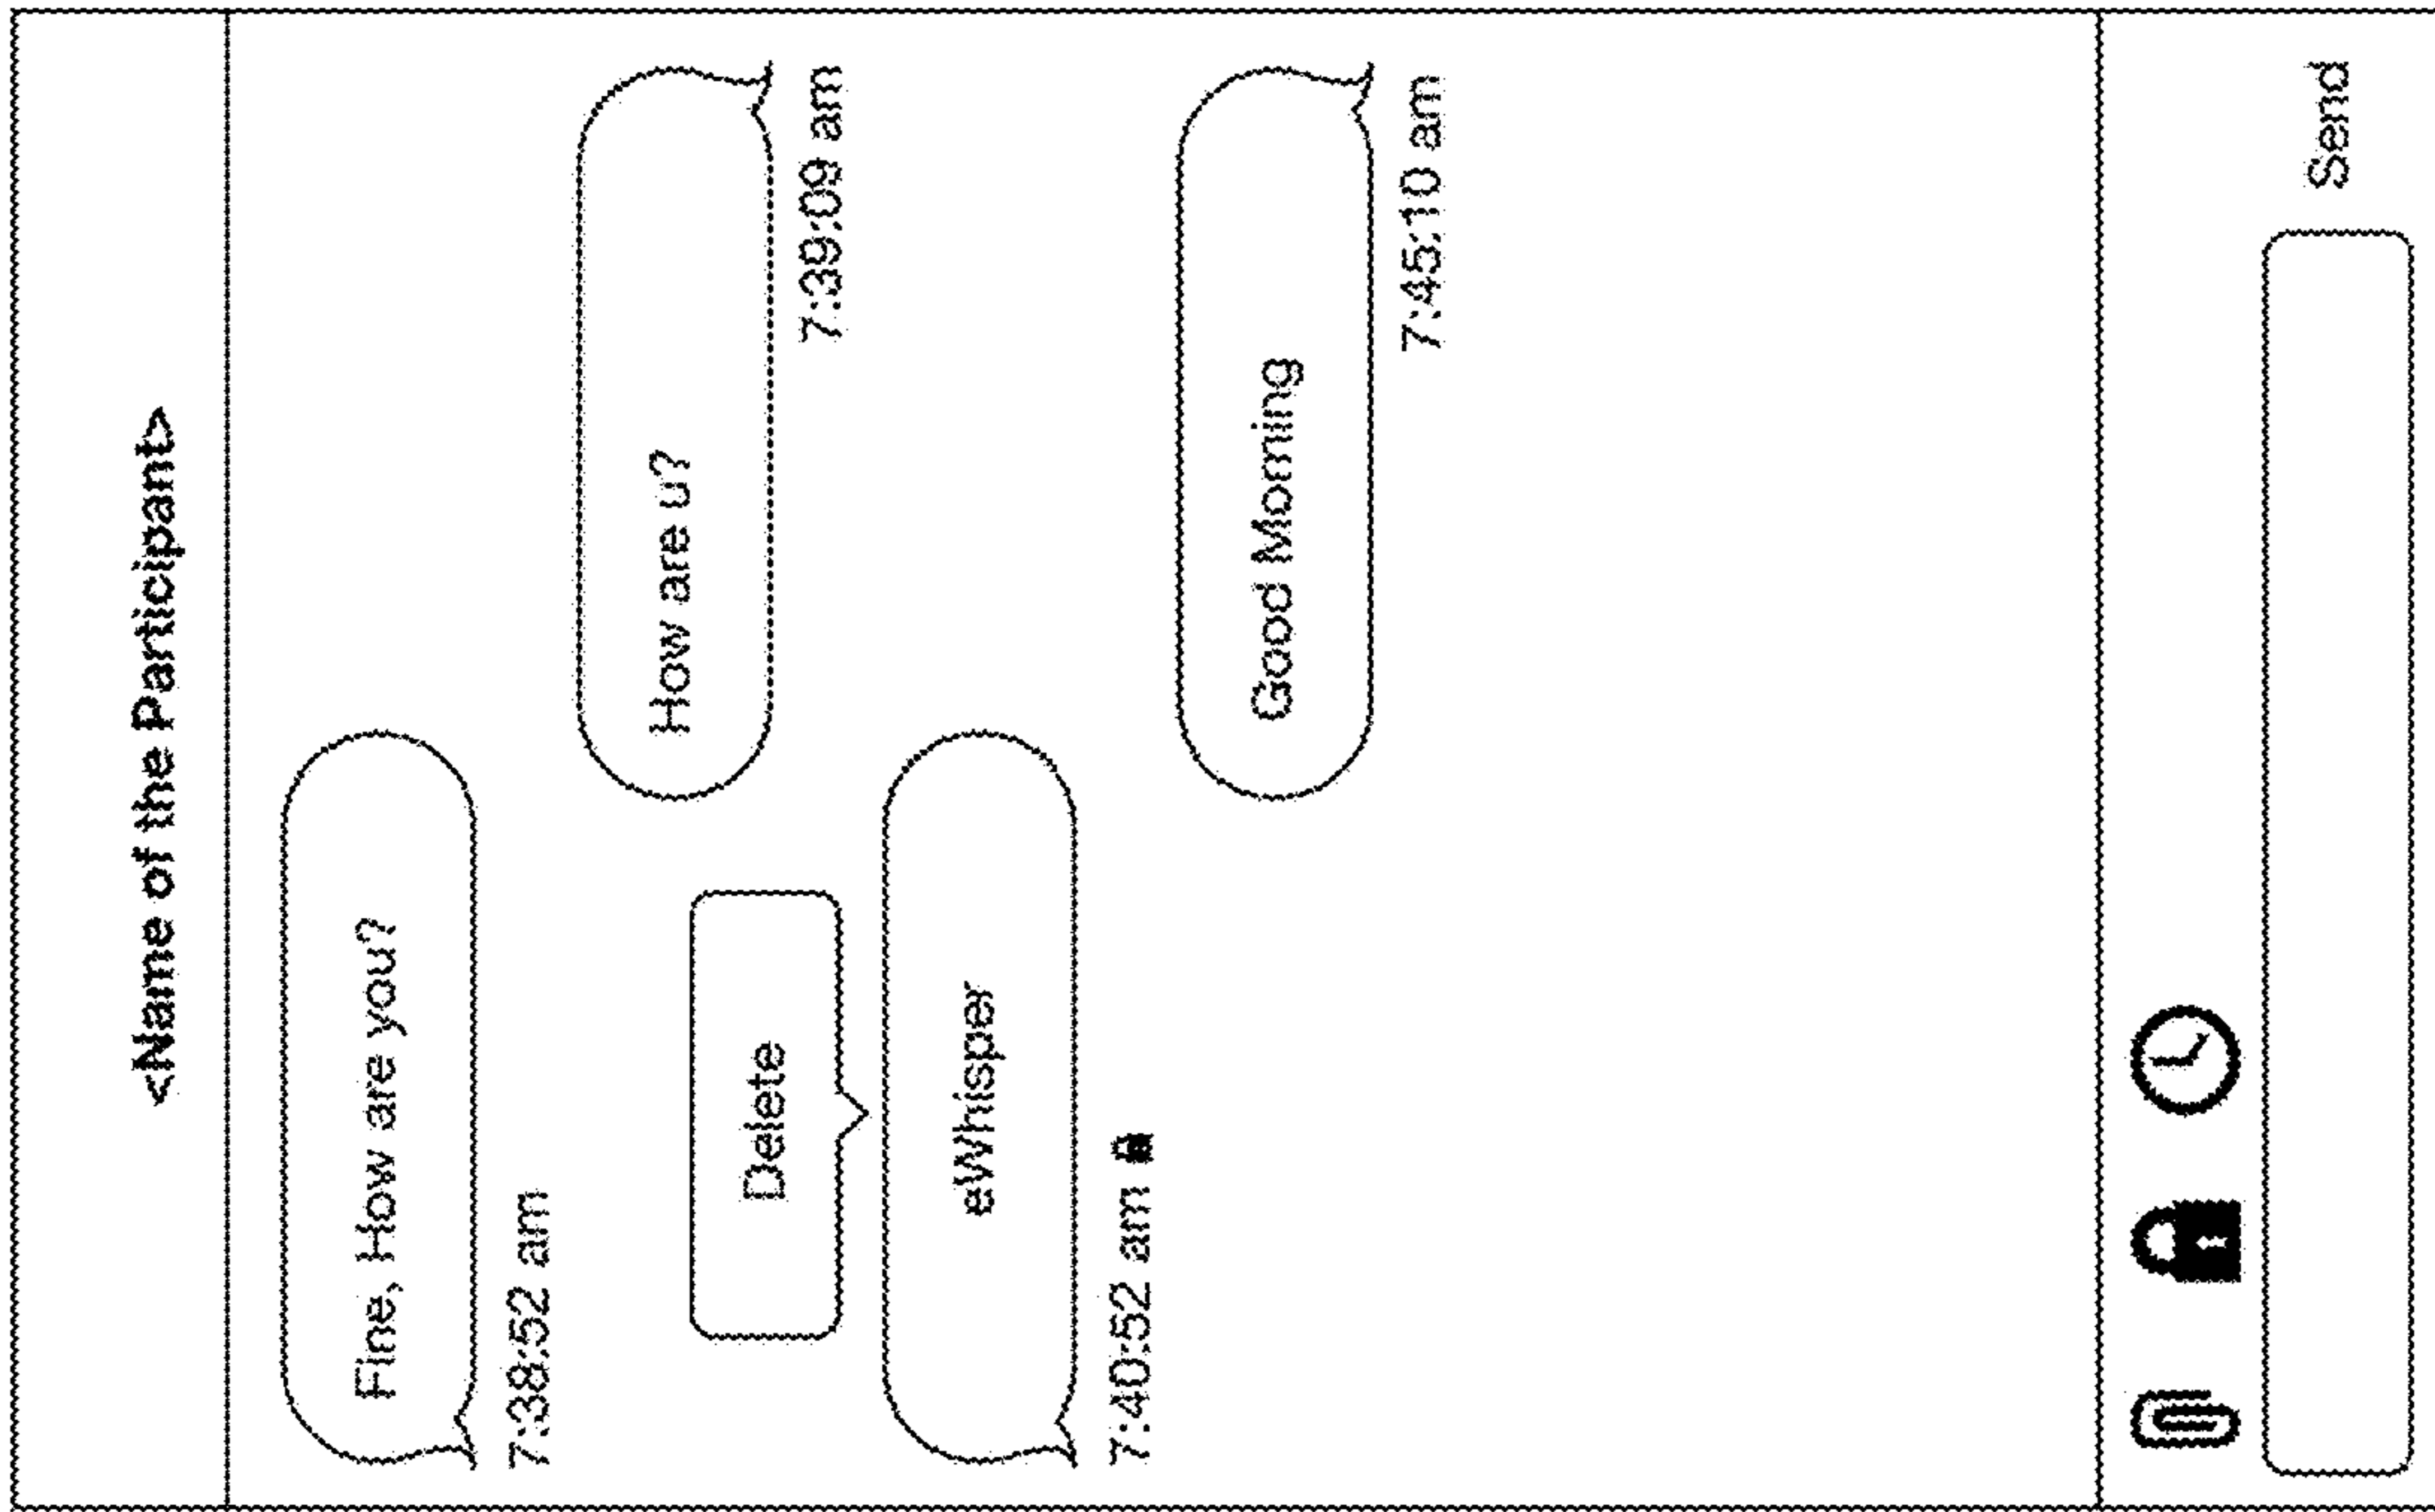 <Name of the Participant>
Fine, How are you?
7:38:52 am
How are u?
7:39:09 am
Delete
eWhisper
7:40:52 am
Good Morning
7:45:10 am
Send